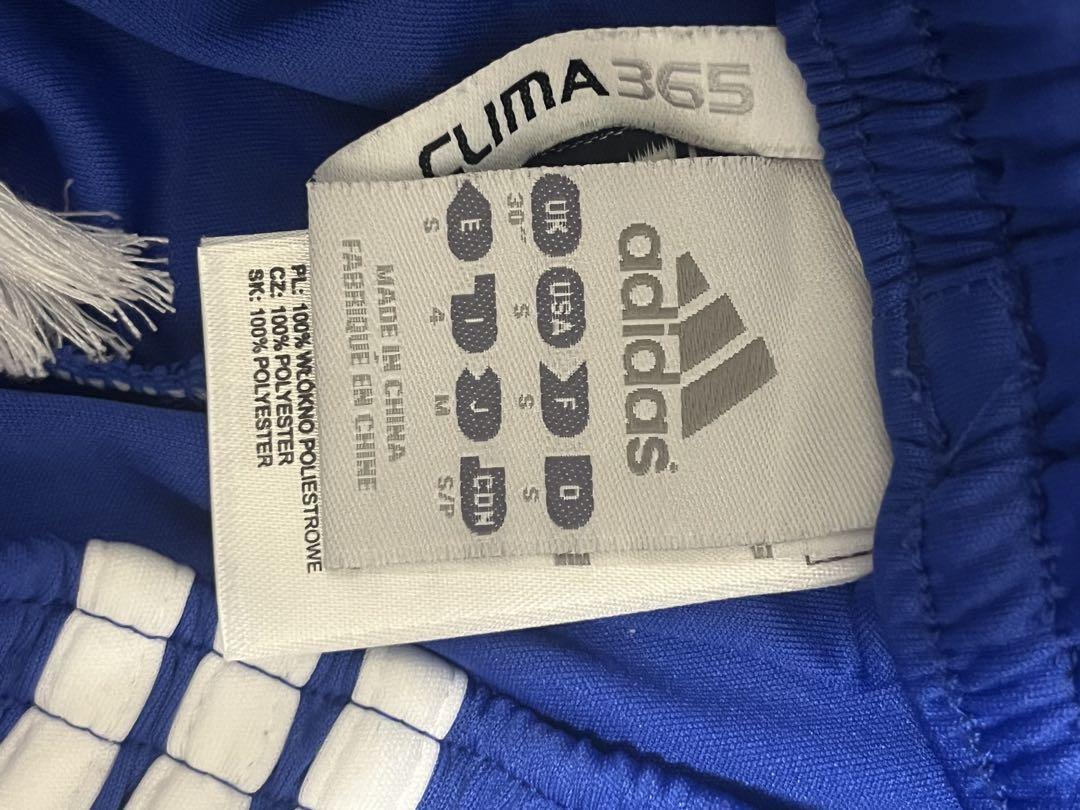 CLIMA365
adidas
UK USA F D
30" S S S
E I J CDN
S 4 M S/P
MADE IN CHINA
FABRIQUE EN CHINE
PL: 100% WŁÓKNO POLIESTROWE
CZ: 100% POLYESTER
SK: 100% POLYESTER